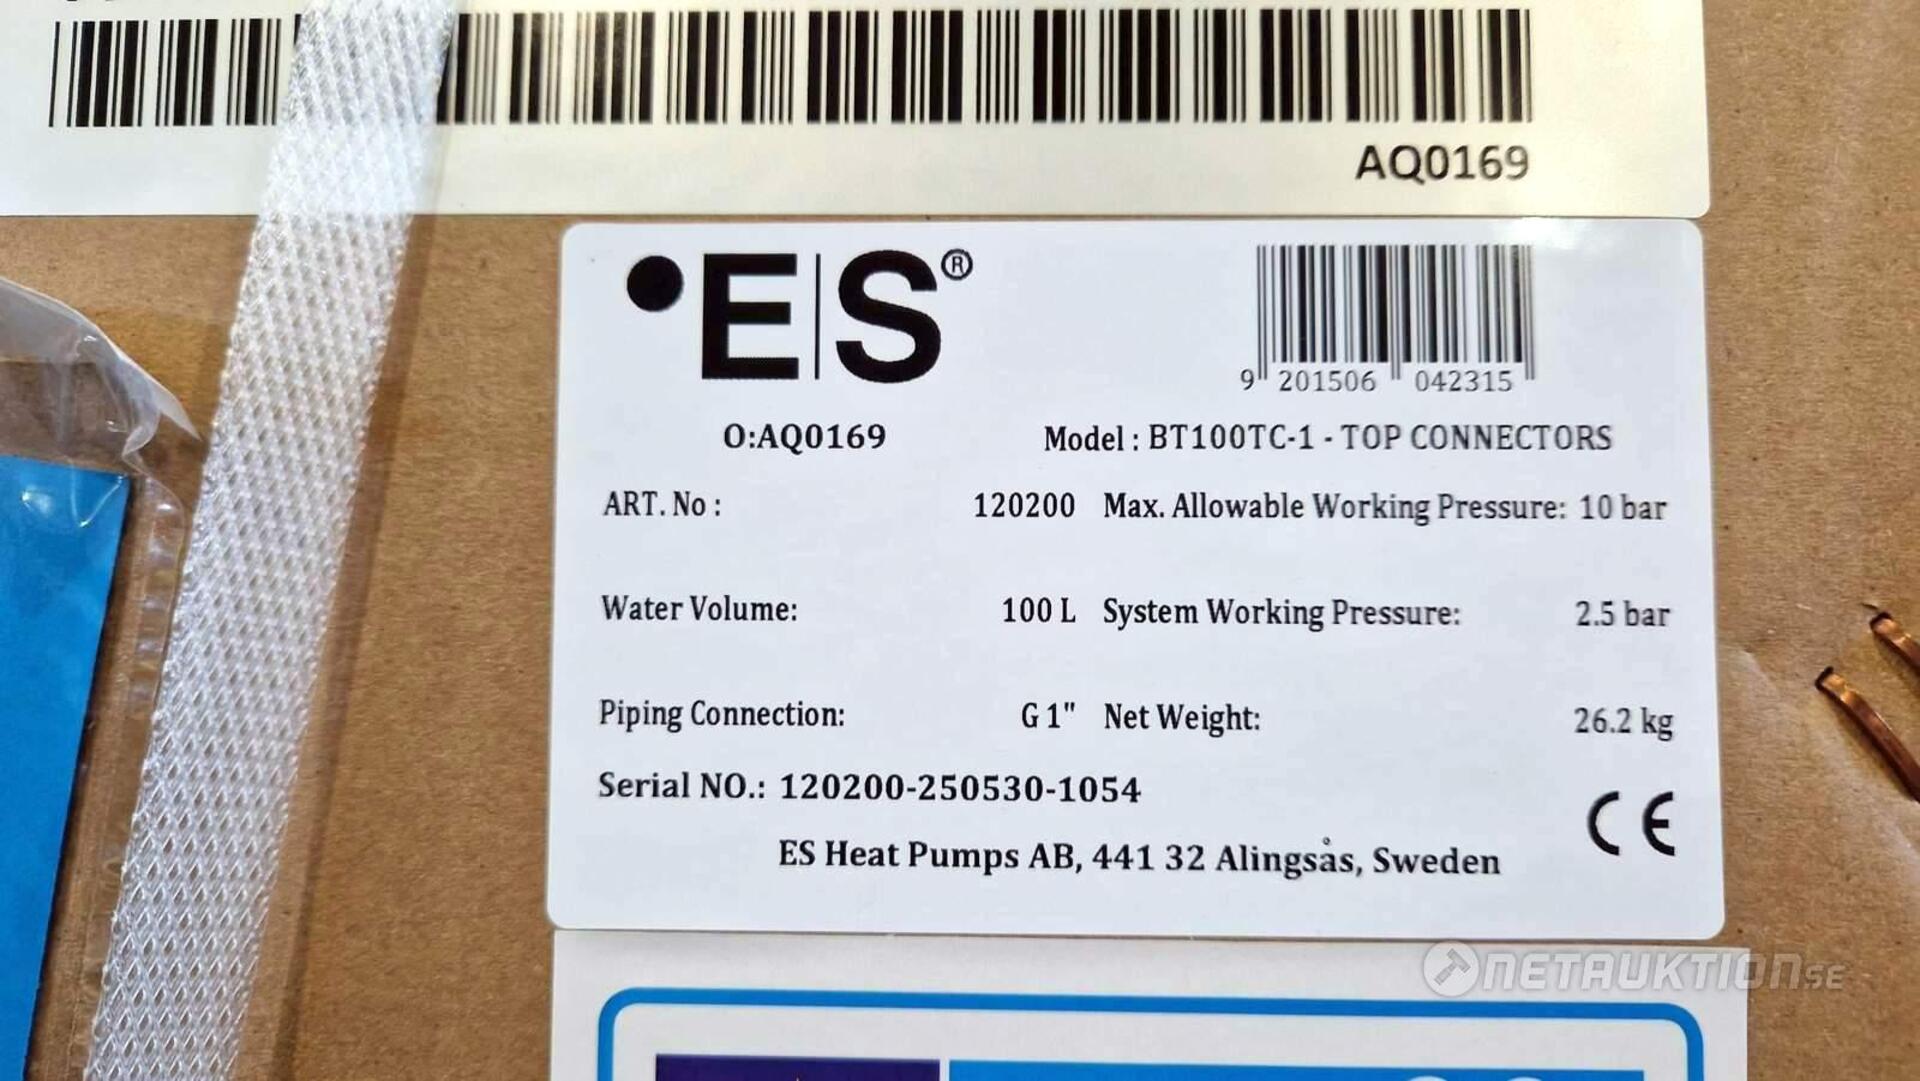 AQ0169
E|S®
9 201506 042315
O:AQ0169 Model : BT100TC-1 - TOP CONNECTORS
ART. No : 120200 Max. Allowable Working Pressure: 10 bar
Water Volume: 100 L System Working Pressure: 2.5 bar
Piping Connection: G 1" Net Weight: 26.2 kg
Serial NO.: 120200-250530-1054
CE
ES Heat Pumps AB, 441 32 Alingsås, Sweden
NETAUKTION.SE